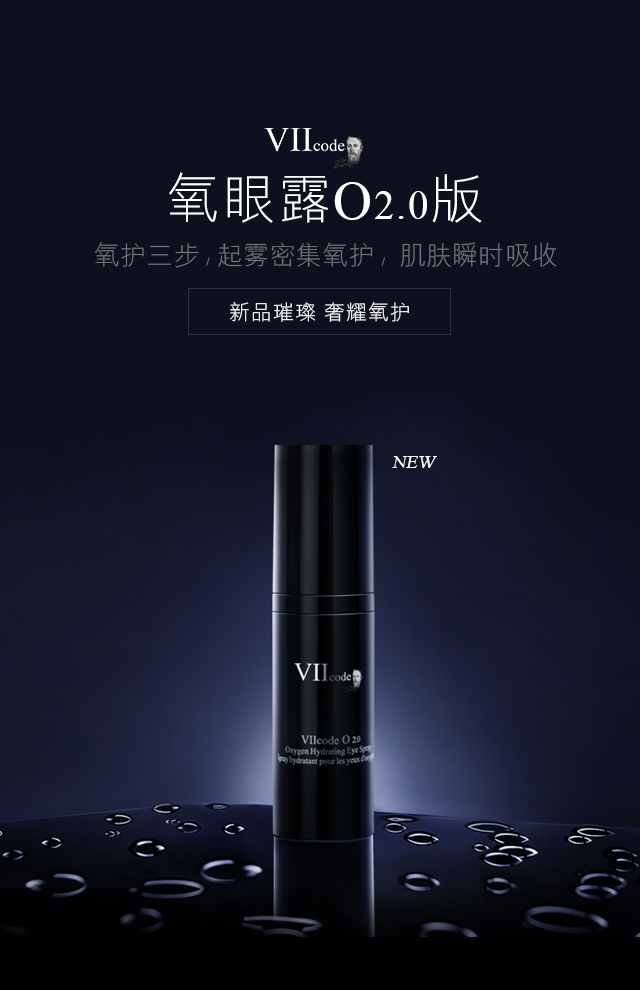 VIIcode
氧眼露O2.0版
氧护三步,起雾密集氧护,肌肤瞬时吸收
新品璀璨 奢耀氧护
NEW
VIIcode
VIIcode O 2.0
Oxygen Hydrating Eye Spray
Spray hydratant pour les yeux